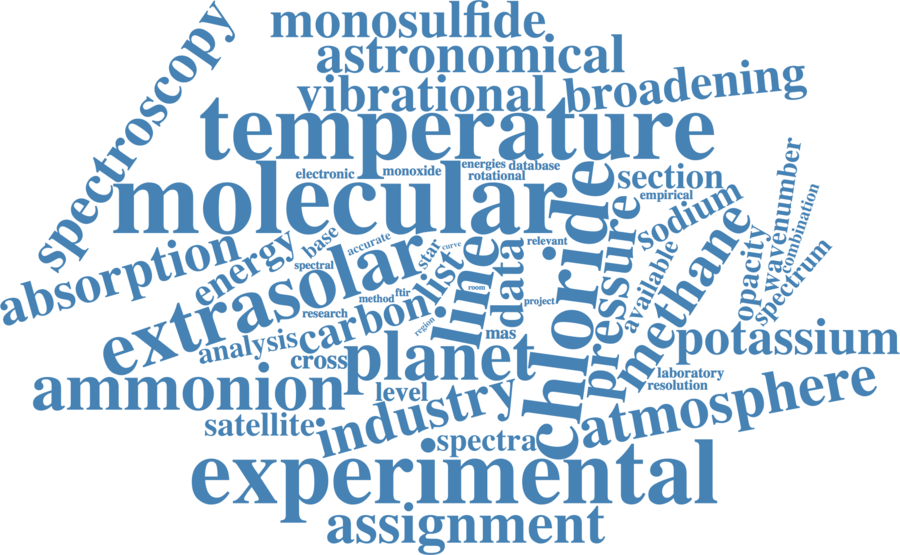 monosulfide
astronomical
spectroscopy
vibrational
broadening
temperature
electronic
monoxide
energies
database
rotational
molecular
section
empirical
wavenumber
combination
sodium
chloride
pressure
absorption
energy
base
accurate
star
curve
relevant
spectral
extrasolar
list
line
data
available
methane
opacity
spectrum
method
ftir
room
project
research
carbon
region
mas
analysis
cross
planet
potassium
laboratory
resolution
ammonion
level
industry
atmosphere
satellite
spectra
experimental
assignment